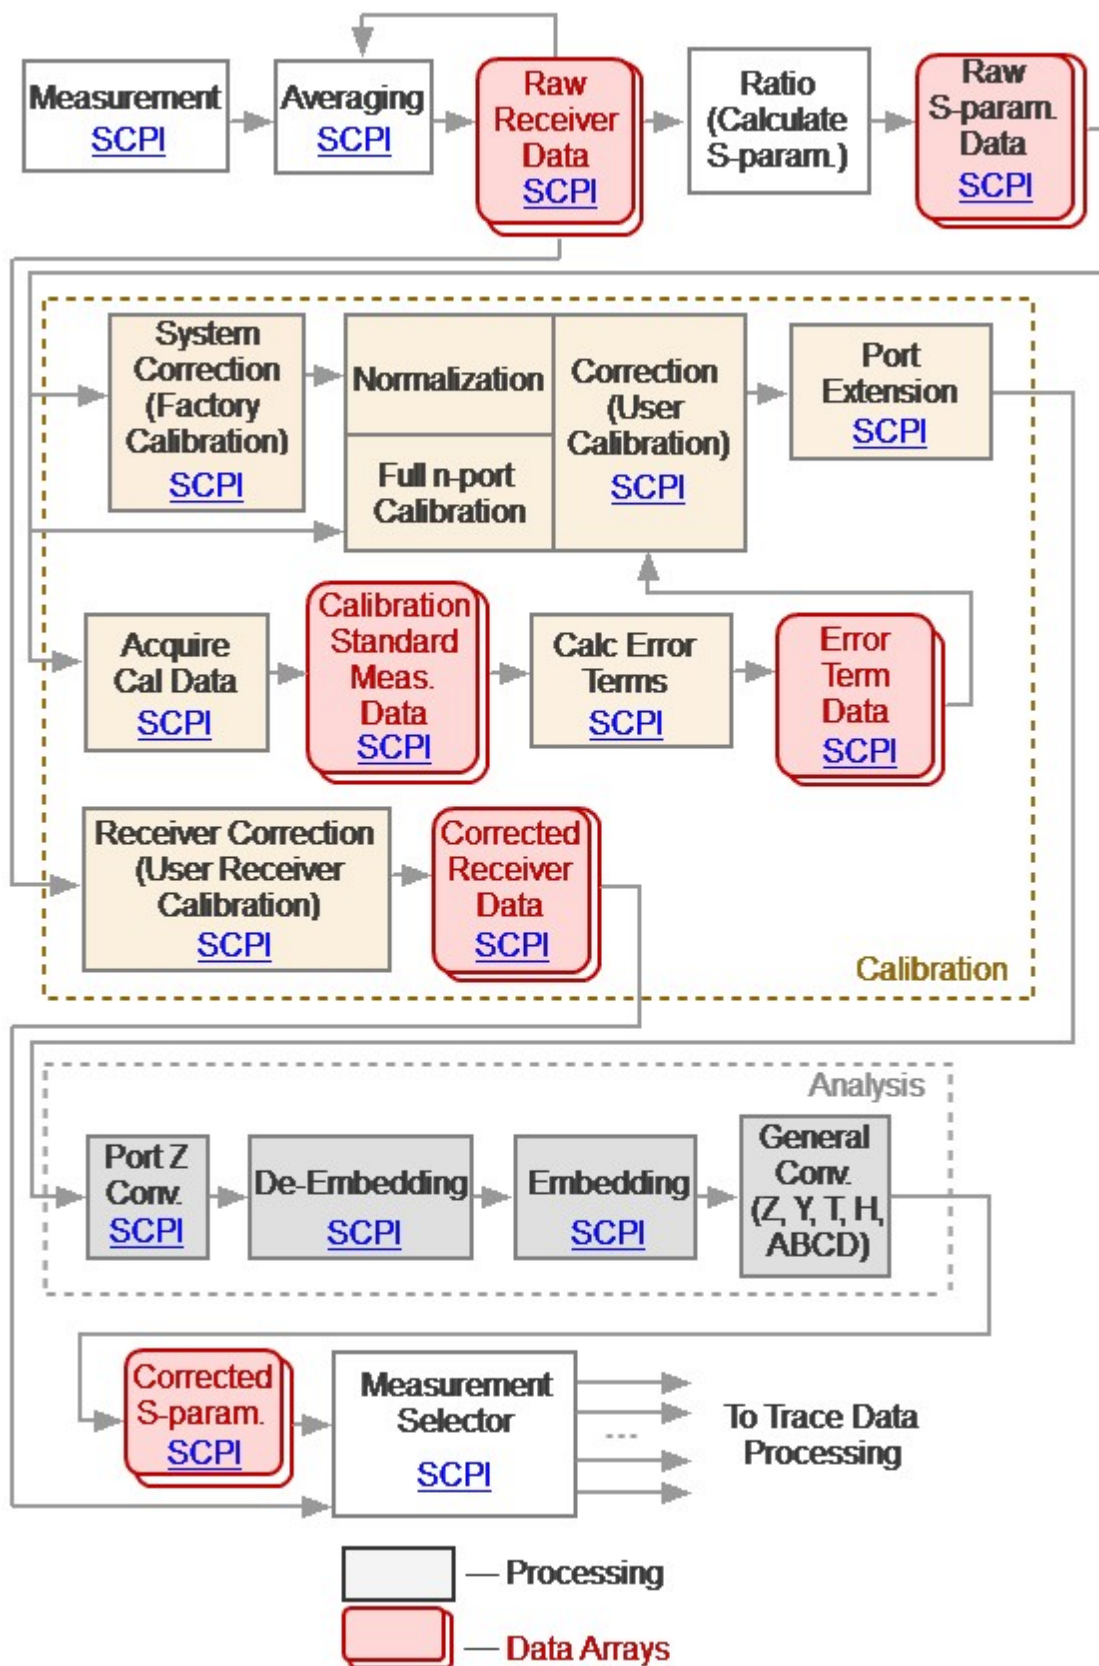 Measurement
SCPI
Averaging
SCPI
Raw
Receiver
Data
SCPI
Ratio
(Calculate
S-param.)
Raw
S-param.
Data
SCPI
System
Correction
(Factory
Calibration)
SCPI
Normalization
Full n-port
Calibration
Correction
(User
Calibration)
SCPI
Port
Extension
SCPI
Acquire
Cal Data
SCPI
Calibration
Standard
Meas.
Data
SCPI
Calc Error
Terms
SCPI
Error
Term
Data
SCPI
Receiver Correction
(User Receiver
Calibration)
SCPI
Corrected
Receiver
Data
SCPI
Calibration
Analysis
Port Z
Conv.
SCPI
De-Embedding
SCPI
Embedding
SCPI
General
Conv.
(Z, Y, T, H,
ABCD)
Corrected
S-param.
SCPI
Measurement
Selector
SCPI
To Trace Data
Processing
— Processing
— Data Arrays